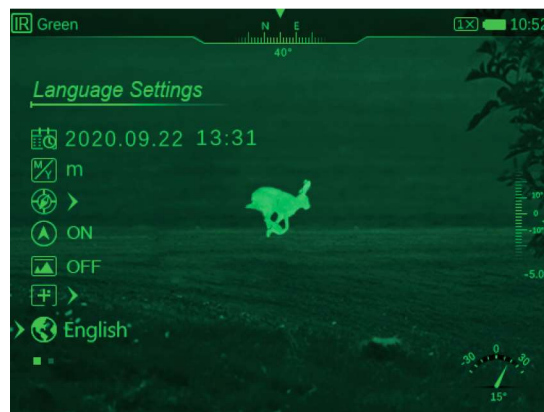 IR Green
N E
1X 10:52
40°
Language Settings
2020.09.22 13:31
M/Y m
ON
OFF
English
10°
0
-10°
-5.0
-30 0 30
15°